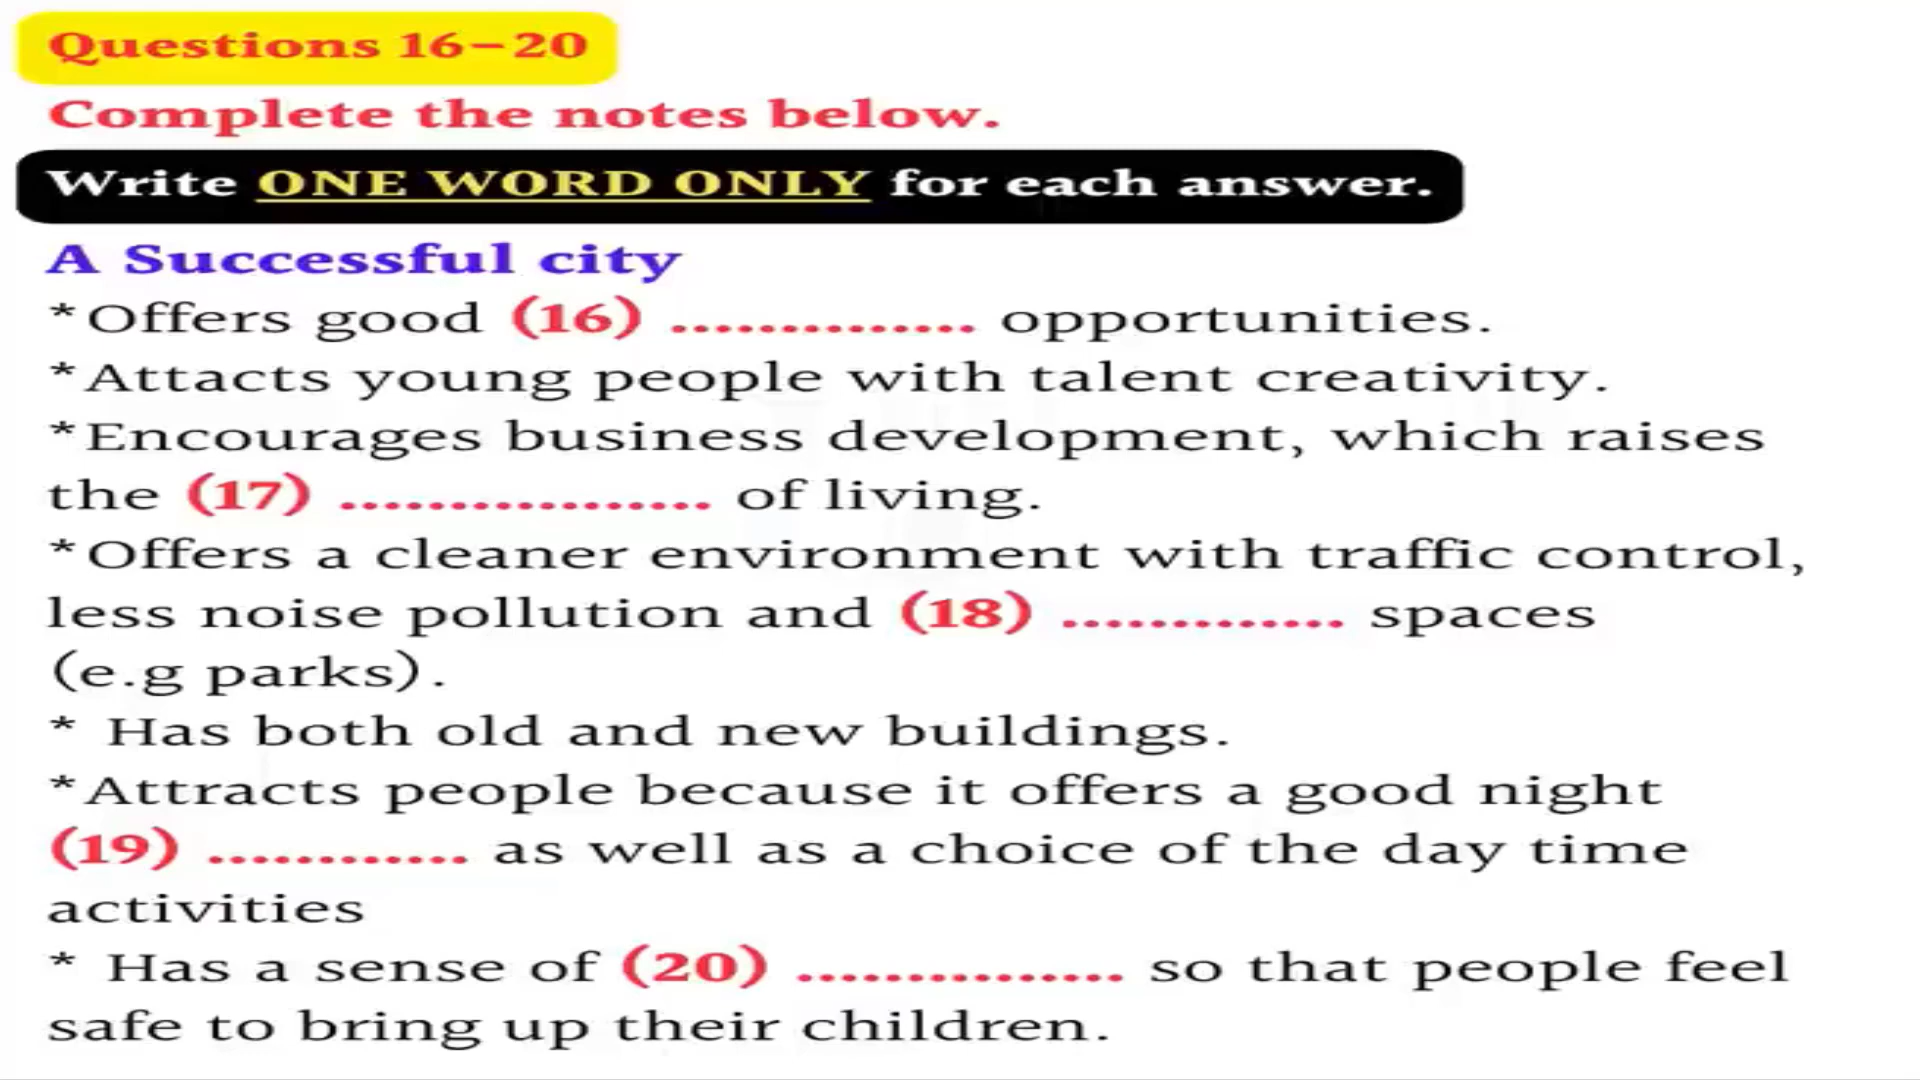 Questions 16–20
Complete the notes below.
Write ONE WORD ONLY for each answer.
A Successful city
*Offers good (16) .............. opportunities.
*Attacts young people with talent creativity.
*Encourages business development, which raises
the (17) ................. of living.
*Offers a cleaner environment with traffic control,
less noise pollution and (18) ............. spaces
(e.g parks).
* Has both old and new buildings.
*Attracts people because it offers a good night
(19) ............ as well as a choice of the day time
activities
* Has a sense of (20) ............... so that people feel
safe to bring up their children.